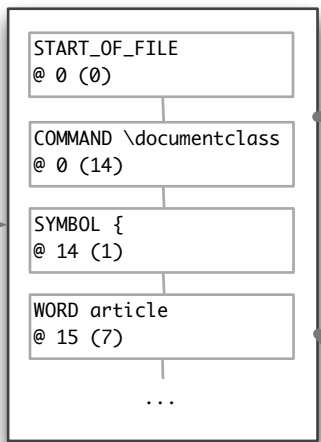 START_OF_FILE
@ 0 (0)
COMMAND \documentclass
@ 0 (14)
SYMBOL {
@ 14 (1)
WORD article
@ 15 (7)
...